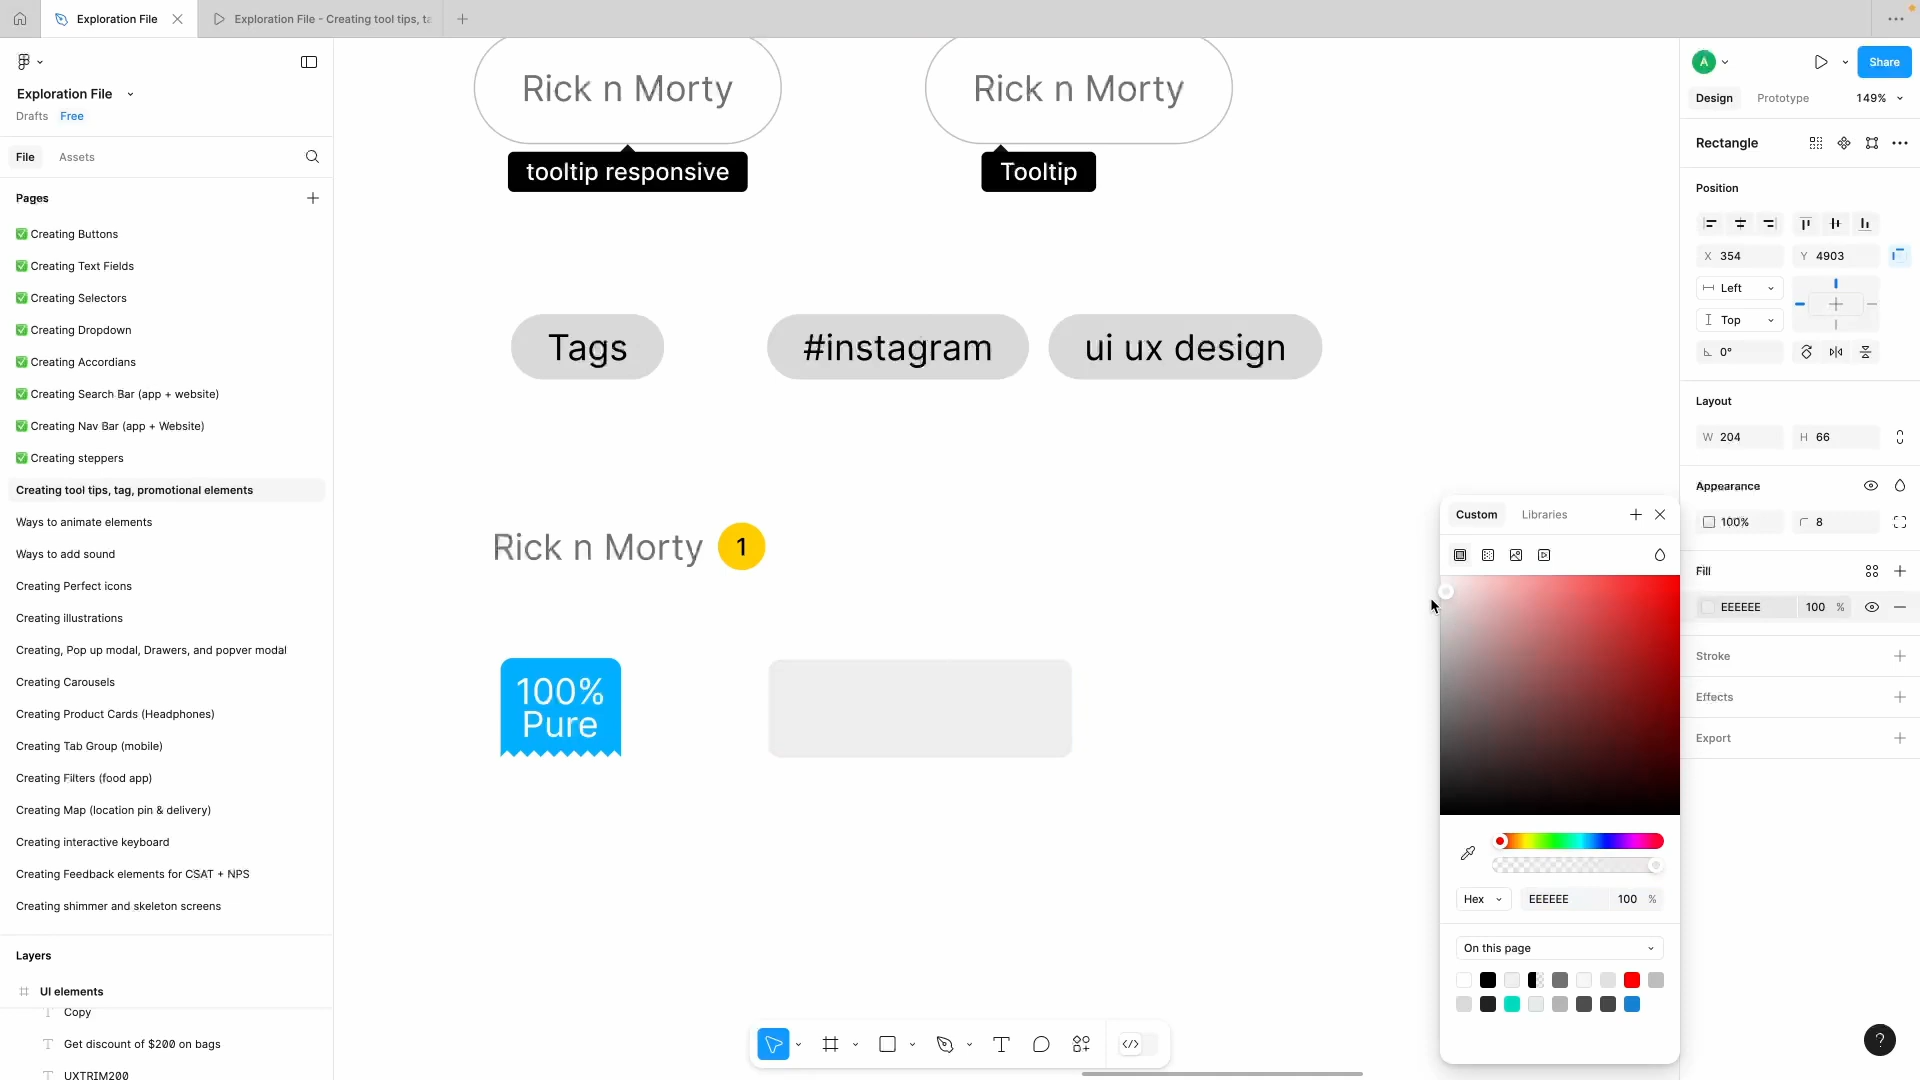 Exploration File
Exploration File - Creating tool tips, ta
Exploration File
Drafts Free
File Assets
Pages
Creating Buttons
Creating Text Fields
Creating Selectors
Creating Dropdown
Creating Accordians
Creating Search Bar (app + website)
Creating Nav Bar (app + Website)
Creating steppers
Creating tool tips, tag, promotional elements
Ways to animate elements
Ways to add sound
Creating Perfect icons
Creating illustrations
Creating, Pop up modal, Drawers, and popver modal
Creating Carousels
Creating Product Cards (Headphones)
Creating Tab Group (mobile)
Creating Filters (food app)
Creating Map (location pin & delivery)
Creating interactive keyboard
Creating Feedback elements for CSAT + NPS
Creating shimmer and skeleton screens
Layers
UI elements
Copy
Get discount of $200 on bags
UXTRIM200
Rick n Morty
tooltip responsive
Rick n Morty
Tooltip
Tags
#instagram
ui ux design
Rick n Morty 1
100%
Pure
Custom Libraries
Hex EEEEEE 100 %
On this page
A
Share
Design Prototype 149%
Rectangle
Position
X 354 Y 4903
Left
Top
0°
Layout
W 204 H 66
Appearance
100% 8
Fill
EEEEEE 100 %
Stroke
Effects
Export
?